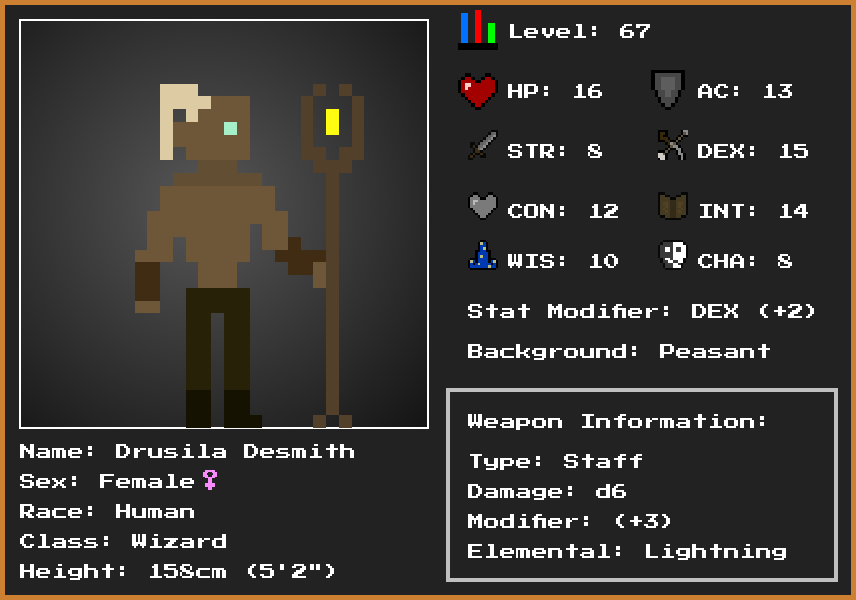 Level: 67
HP: 16 AC: 13
STR: 8 DEX: 15
CON: 12 INT: 14
WIS: 10 CHA: 8
Stat Modifier: DEX (+2)
Background: Peasant
Weapon Information:
Type: Staff
Damage: d6
Modifier: (+3)
Elemental: Lightning
Name: Drusila Desmith
Sex: Female♀
Race: Human
Class: Wizard
Height: 158cm (5'2")